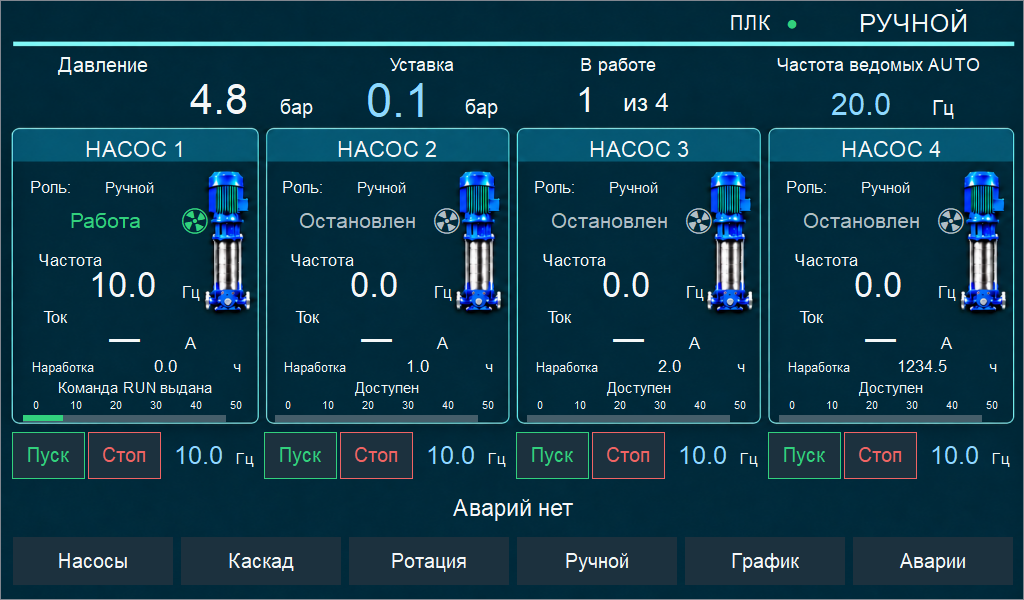 ПЛК РУЧНОЙ
Давление Уставка В работе Частота ведомых AUTO
4.8 бар 0.1 бар 1 из 4 20.0 Гц
НАСОС 1 НАСОС 2 НАСОС 3 НАСОС 4
Роль: Ручной Роль: Ручной Роль: Ручной Роль: Ручной
Работа Остановлен Остановлен Остановлен
Частота Частота Частота Частота
10.0 Гц 0.0 Гц 0.0 Гц 0.0 Гц
Ток Ток Ток Ток
— А — А — А — А
Наработка 0.0 ч Наработка 1.0 ч Наработка 2.0 ч Наработка 1234.5 ч
Команда RUN выдана Доступен Доступен Доступен
0 10 20 30 40 50 0 10 20 30 40 50 0 10 20 30 40 50 0 10 20 30 40 50
Пуск Стоп 10.0 Гц Пуск Стоп 10.0 Гц Пуск Стоп 10.0 Гц Пуск Стоп 10.0 Гц
Аварий нет
Насосы Каскад Ротация Ручной График Аварии